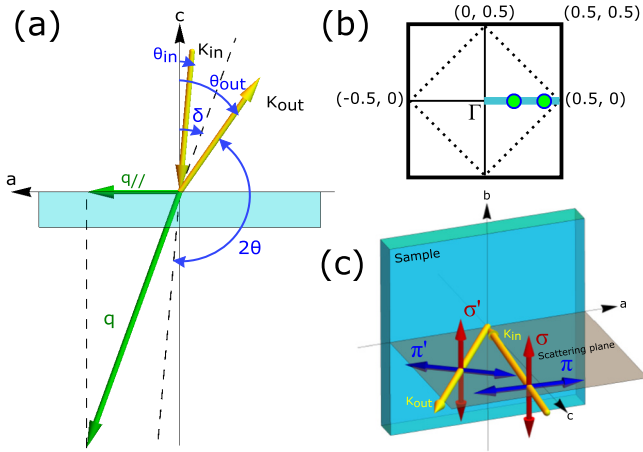 (a)
c
θin
Kin
θ'out
Kout
δ
a
q//
2θ
q
(b)
(0, 0.5)
(0.5, 0.5)
(-0.5, 0)
Γ
(0.5, 0)
(c)
b
Sample
a
σ'
Kin
σ
π'
Scattering plane
π
Kout
c